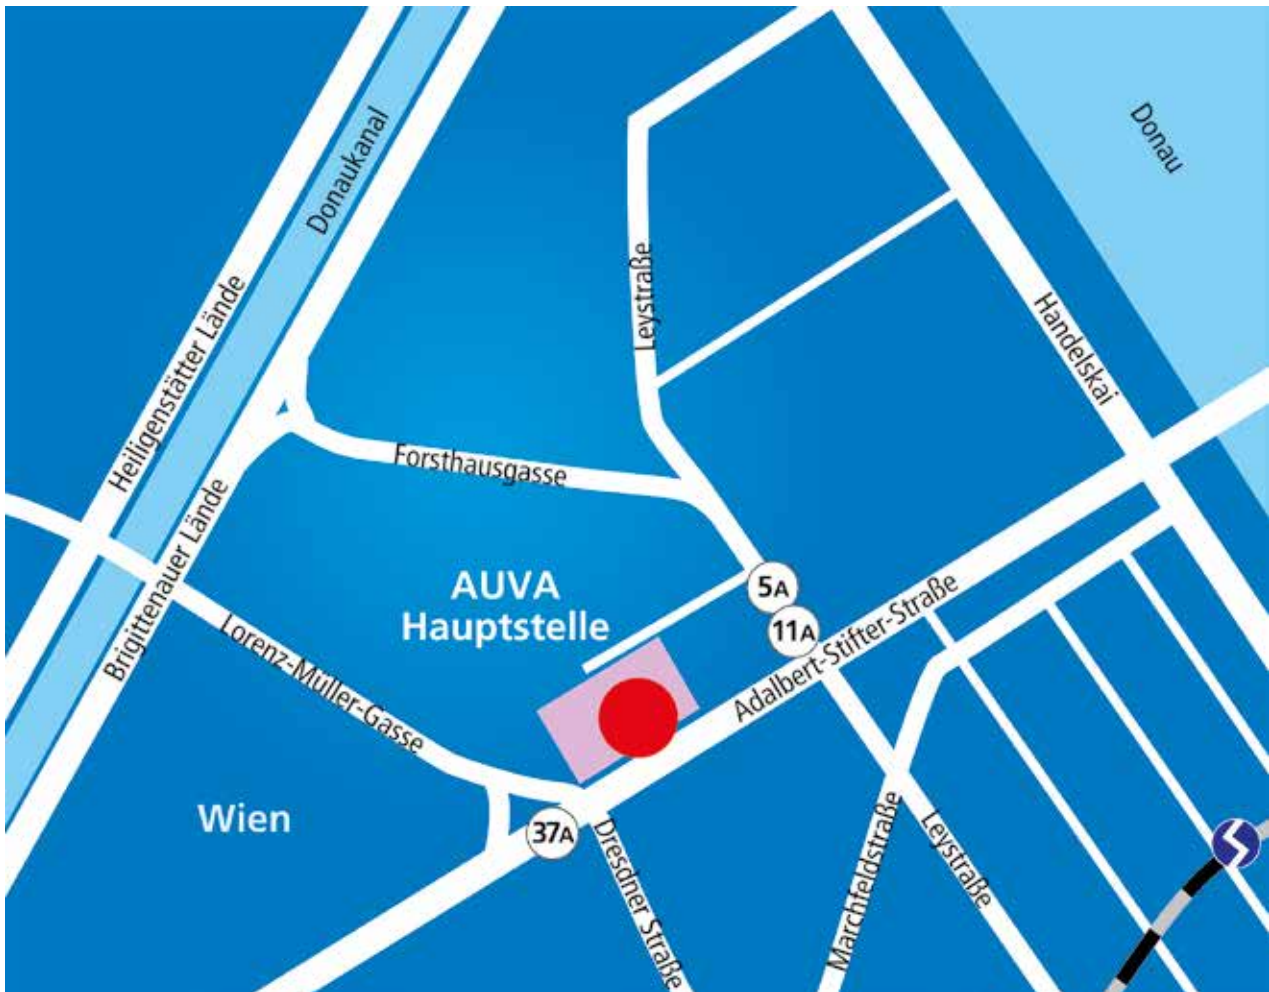 Donaukanal
Donau
Heiligenstätter Lände
Leystraße
Handelskai
Forsthausgasse
Brigittenauer Lände
AUVA
Hauptstelle
5A
11A
Lorenz-Müller-Gasse
Adalbert-Stifter-Straße
Wien
37A
Dresdner Straße
Marchfeldstraße
Leystraße